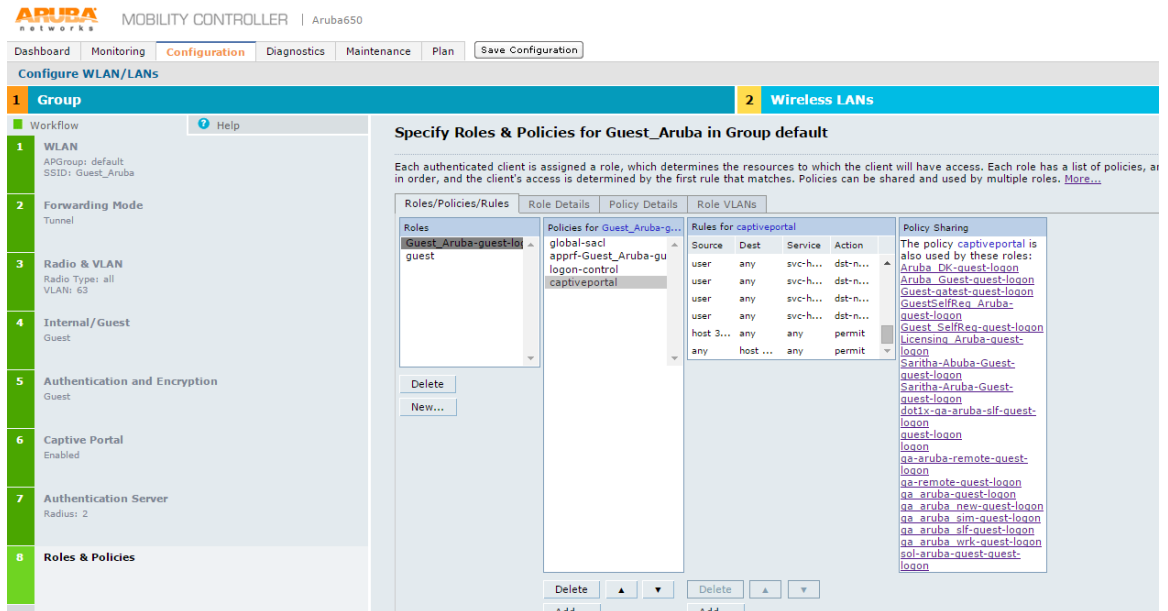 ARUBA
networks
MOBILITY CONTROLLER | Aruba650
Dashboard Monitoring Configuration Diagnostics Maintenance Plan Save Configuration
Configure WLAN/LANs
1 Group 2 Wireless LANs
Workflow ? Help
1 WLAN
APGroup: default
SSID: Guest_Aruba
2 Forwarding Mode
Tunnel
3 Radio & VLAN
Radio Type: all
VLAN: 63
4 Internal/Guest
Guest
5 Authentication and Encryption
Guest
6 Captive Portal
Enabled
7 Authentication Server
Radius: 2
8 Roles & Policies
Specify Roles & Policies for Guest_Aruba in Group default
Each authenticated client is assigned a role, which determines the resources to which the client will have access. Each role has a list of policies,
in order, and the client's access is determined by the first rule that matches. Policies can be shared and used by multiple roles. More...
Roles/Policies/Rules Role Details Policy Details Role VLANs
Roles
Guest_Aruba-guest-lo
guest
Delete
New...
Policies for Guest_Aruba-g...
global-sacl
apprf-Guest_Aruba-gu
logon-control
captiveportal
Delete ▲ ▼
Add
Rules for captiveportal
Source Dest Service Action
user any svc-h... dst-n...
user any svc-h... dst-n...
user any svc-h... dst-n...
user any svc-h... dst-n...
host 3... any any permit
any host ... any permit
Delete ▲ ▼
Add
Policy Sharing
The policy captiveportal is
also used by these roles:
Aruba_DK-guest-logon
Aruba_Guest-guest-logon
Guest-qatest-guest-logon
GuestSelfReg_Aruba-
guest-logon
Guest_SelfReg-guest-logon
Licensing_Aruba-guest-
logon
Saritha-Abuba-Guest-
guest-logon
Saritha-Aruba-Guest-
guest-logon
dot1x-qa-aruba-slf-guest-
logon
guest-logon
logon
qa-aruba-remote-guest-
logon
qa-remote-guest-logon
qa_aruba-guest-logon
qa_aruba_new-guest-logon
qa_aruba_sim-guest-logon
qa_aruba_slf-guest-logon
qa_aruba_wrk-guest-logon
sol-aruba-guest-guest-
logon